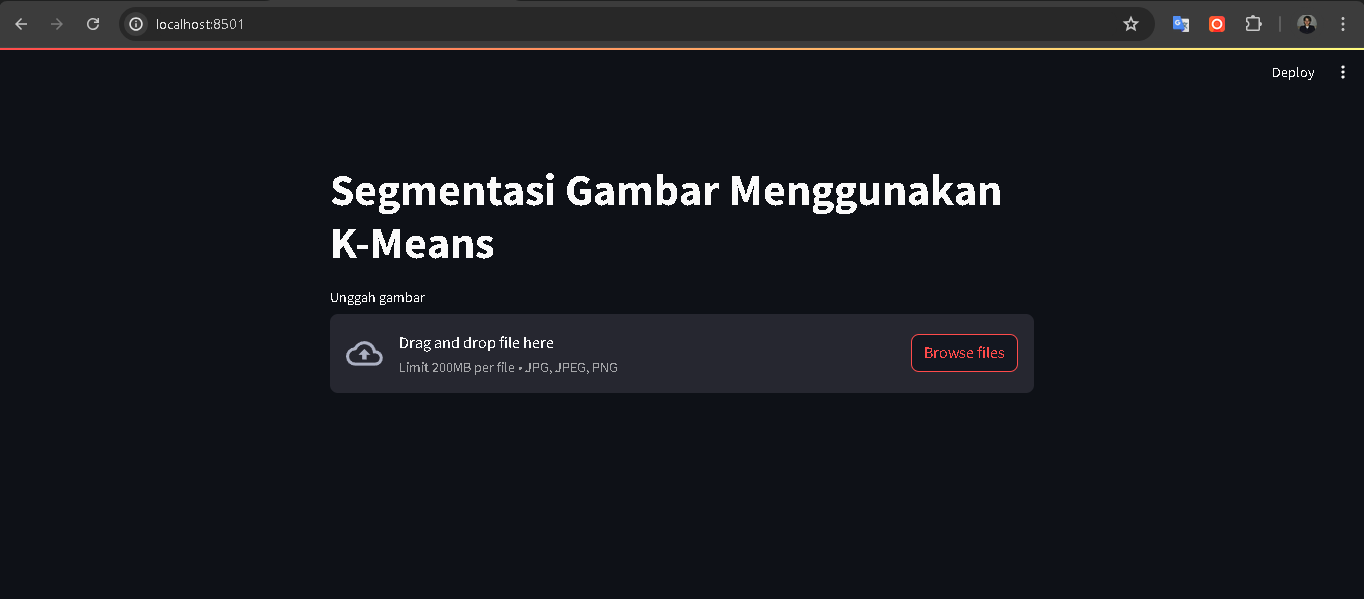 localhost:8501
Deploy
Segmentasi Gambar Menggunakan
K-Means
Unggah gambar
Drag and drop file here
Limit 200MB per file • JPG, JPEG, PNG
Browse files